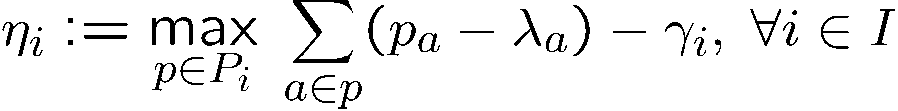 η_i := max_{p∈P_i} ∑_{a∈p} (p_a − λ_a) − γ_i, ∀i ∈ I